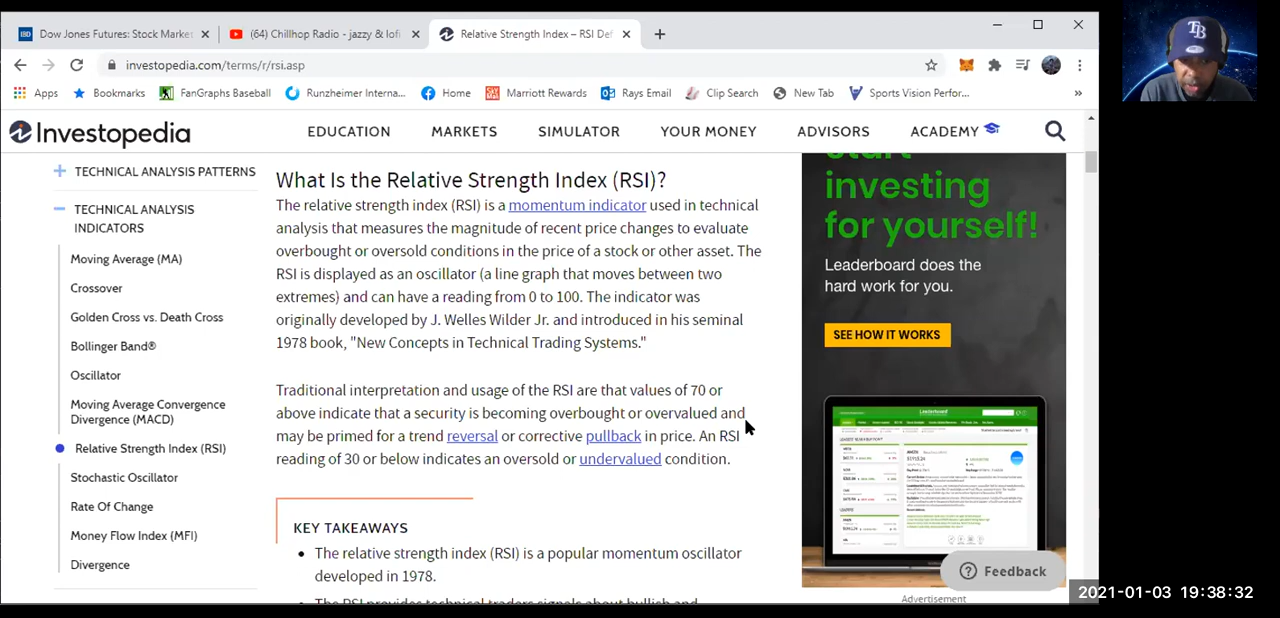 Dow Jones Futures: Stock Market
(64) Chillhop Radio - jazzy & lofi
Relative Strength Index – RSI Def
investopedia.com/terms/r/rsi.asp
Apps
Bookmarks
FanGraphs Baseball
Runzheimer Interna...
Home
Marriott Rewards
Rays Email
Clip Search
New Tab
Sports Vision Perfor...
»
Investopedia
EDUCATION
MARKETS
SIMULATOR
YOUR MONEY
ADVISORS
ACADEMY
TECHNICAL ANALYSIS PATTERNS
TECHNICAL ANALYSIS
INDICATORS
Moving Average (MA)
Crossover
Golden Cross vs. Death Cross
Bollinger Band®
Oscillator
Moving Average Convergence
Divergence (MACD)
Relative Strength Index (RSI)
Stochastic Oscillator
Rate Of Change
Money Flow Index (MFI)
Divergence
What Is the Relative Strength Index (RSI)?
The relative strength index (RSI) is a momentum indicator used in technical
analysis that measures the magnitude of recent price changes to evaluate
overbought or oversold conditions in the price of a stock or other asset. The
RSI is displayed as an oscillator (a line graph that moves between two
extremes) and can have a reading from 0 to 100. The indicator was
originally developed by J. Welles Wilder Jr. and introduced in his seminal
1978 book, "New Concepts in Technical Trading Systems."
Traditional interpretation and usage of the RSI are that values of 70 or
above indicate that a security is becoming overbought or overvalued and
may be primed for a trend reversal or corrective pullback in price. An RSI
reading of 30 or below indicates an oversold or undervalued condition.
KEY TAKEAWAYS
• The relative strength index (RSI) is a popular momentum oscillator
developed in 1978.
• The RSI provides technical traders signals about bullish and
start
investing
for yourself!
Leaderboard does the
hard work for you.
SEE HOW IT WORKS
Leaderboard
Feedback
Advertisement
TB
2021-01-03 19:38:32